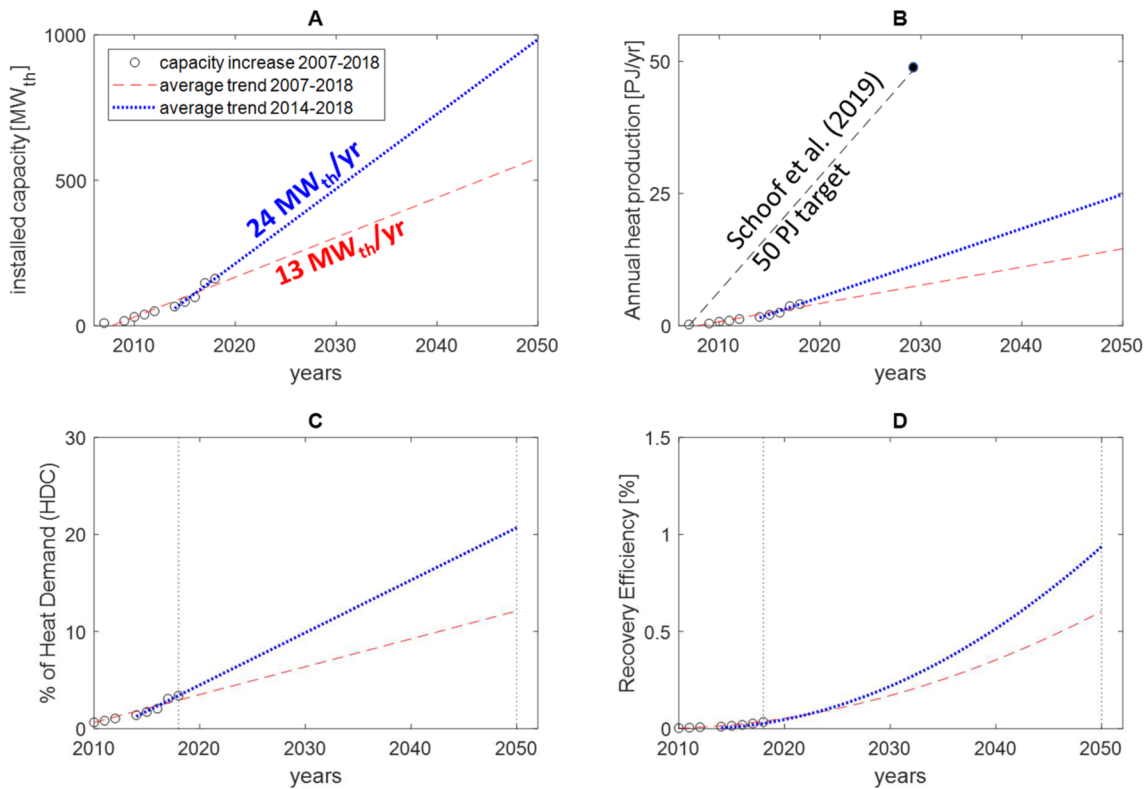 A
installed capacity [MWth]
1000
500
0
2010
2020
2030
2040
2050
years
capacity increase 2007-2018
average trend 2007-2018
average trend 2014-2018
24 MWth/yr
13 MWth/yr
B
Annual heat production [PJ/yr]
50
25
0
2010
2020
2030
2040
2050
years
Schoof et al. (2019)
50 PJ target
C
% of Heat Demand (HDC)
30
20
10
0
2010
2020
2030
2040
2050
years
D
Recovery Efficiency [%]
1.5
1
0.5
0
2010
2020
2030
2040
2050
years